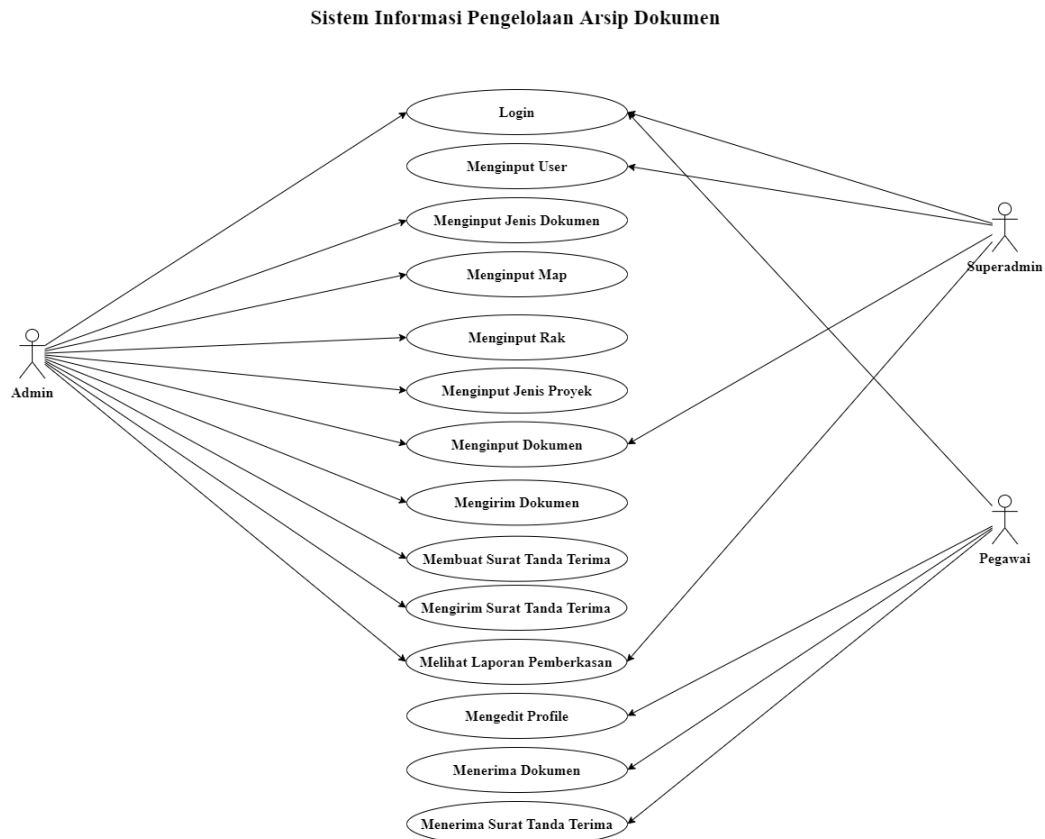 Sistem Informasi Pengelolaan Arsip Dokumen
Login
Menginput User
Menginput Jenis Dokumen
Superadmin
Menginput Map
Menginput Rak
Admin
Menginput Jenis Proyek
Menginput Dokumen
Mengirim Dokumen
Membuat Surat Tanda Terima
Pegawai
Mengirim Surat Tanda Terima
Melihat Laporan Pemberkasan
Mengedit Profile
Menerima Dokumen
Menerima Surat Tanda Terima